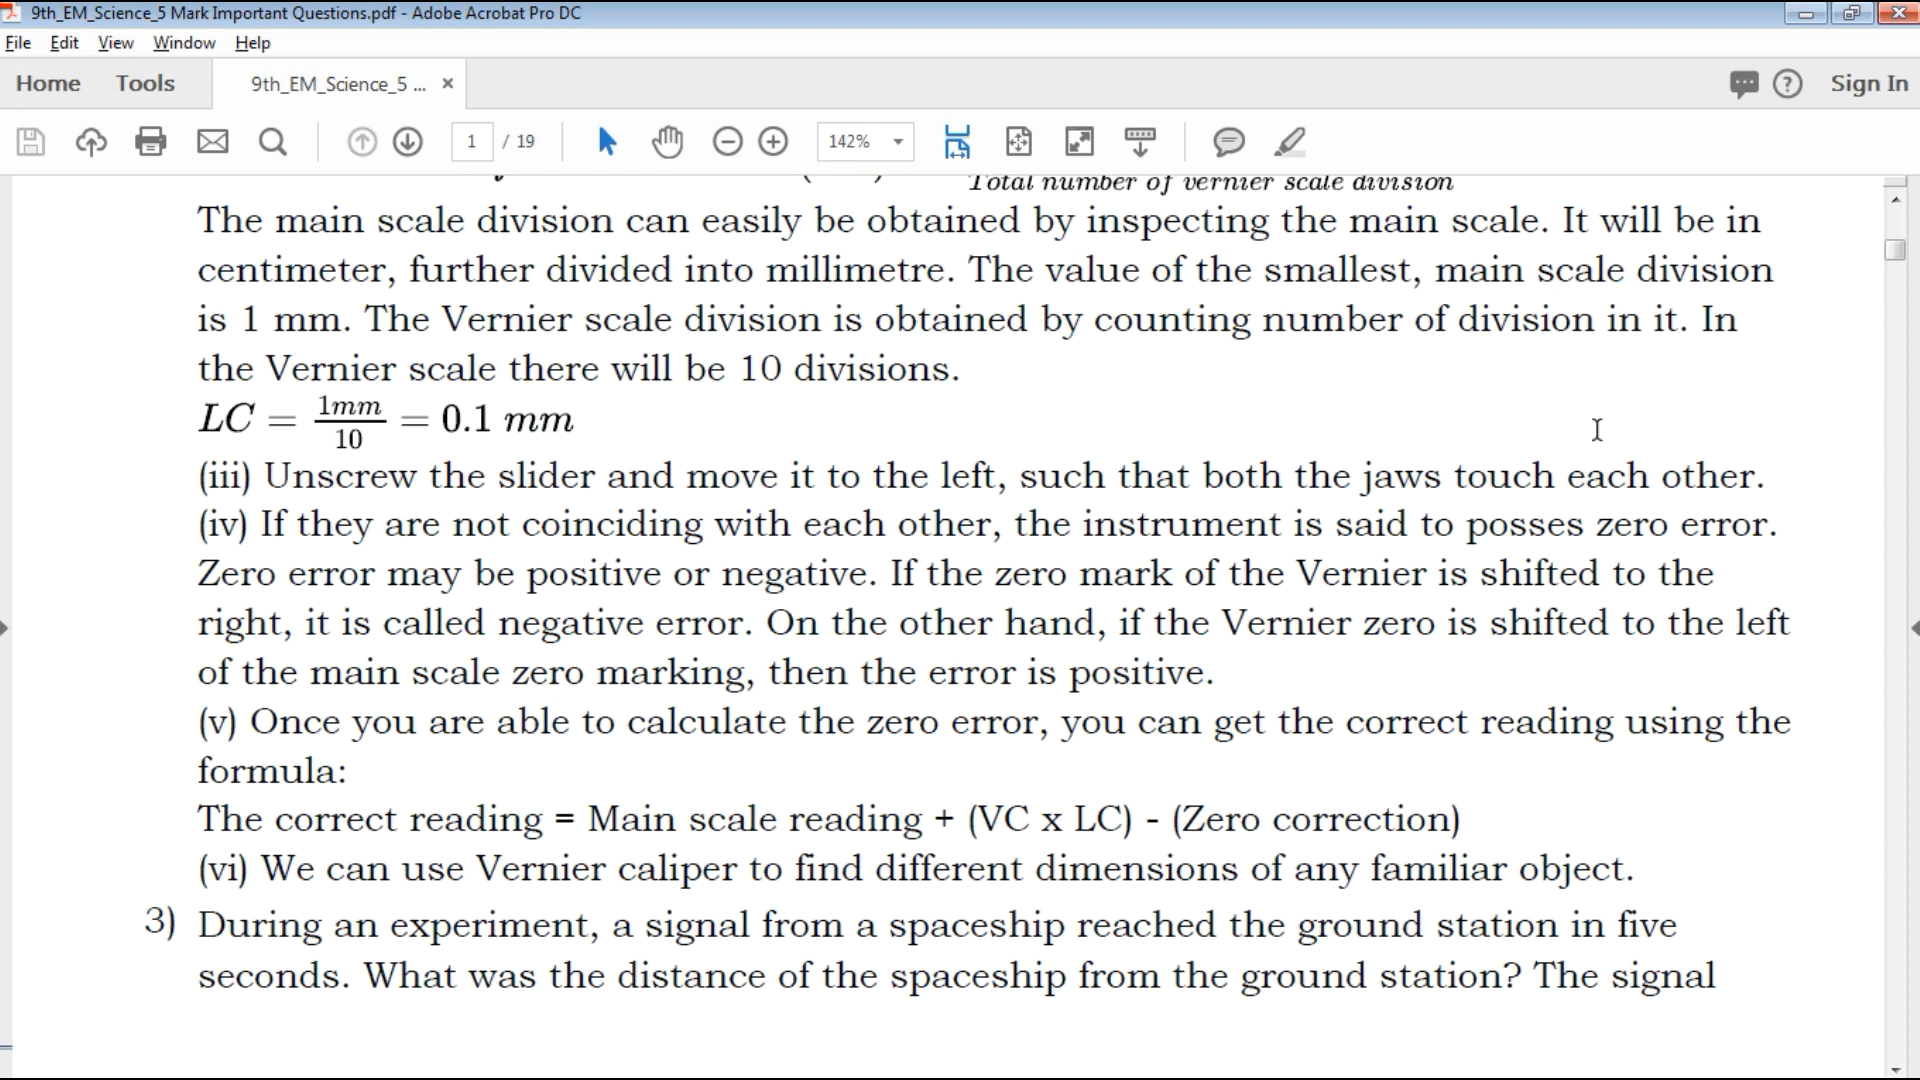 9th_EM_Science_5 Mark Important Questions.pdf - Adobe Acrobat Pro DC
File Edit View Window Help
Home Tools 9th_EM_Science_5 ... × Sign In
1 / 19 142%
Total number of vernier scale division
The main scale division can easily be obtained by inspecting the main scale. It will be in
centimeter, further divided into millimetre. The value of the smallest, main scale division
is 1 mm. The Vernier scale division is obtained by counting number of division in it. In
the Vernier scale there will be 10 divisions.
LC = 1mm/10 = 0.1 mm
(iii) Unscrew the slider and move it to the left, such that both the jaws touch each other.
(iv) If they are not coinciding with each other, the instrument is said to posses zero error.
Zero error may be positive or negative. If the zero mark of the Vernier is shifted to the
right, it is called negative error. On the other hand, if the Vernier zero is shifted to the left
of the main scale zero marking, then the error is positive.
(v) Once you are able to calculate the zero error, you can get the correct reading using the
formula:
The correct reading = Main scale reading + (VC x LC) - (Zero correction)
(vi) We can use Vernier caliper to find different dimensions of any familiar object.
3) During an experiment, a signal from a spaceship reached the ground station in five
seconds. What was the distance of the spaceship from the ground station? The signal